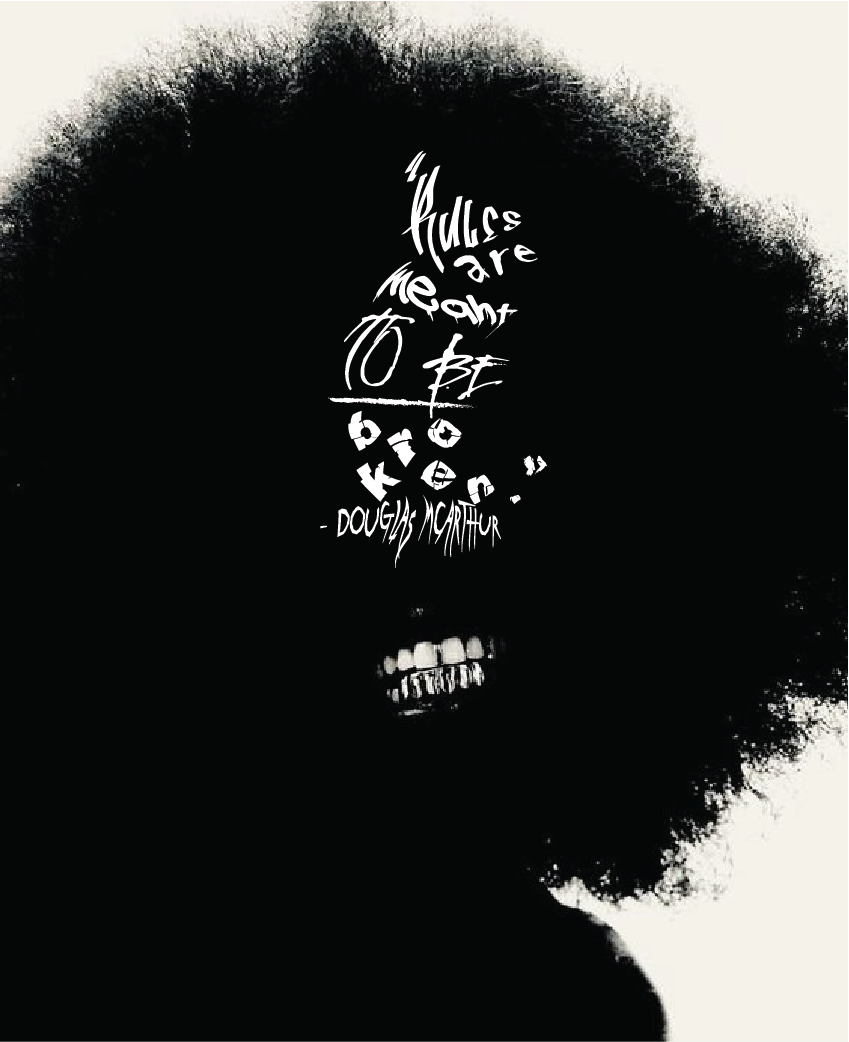 "Rules
are
meant
TO BE
bro
ken."
- DOUGLAS MCARTHUR